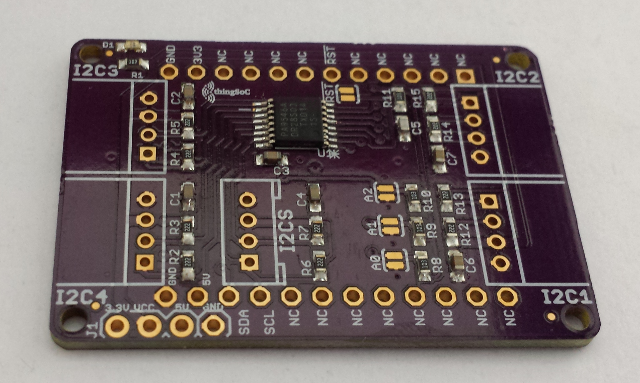 D1
R1
I2C3
GND
3V3
NC
NC
NC
NC
RST
NC
NC
NC
NC
NC
I2C2
thingSoC
RST
C2
R5
R4
R11
R15
C5
R14
C7
C3
C1
R3
R2
C4
I2CS
R7
R6
A2
A1
A0
R10
R9
R8
R13
R12
C6
GND
5V
I2C4
I2C1
3.3V
VCC
5V
GND
J1
SDA
SCL
NC
NC
NC
NC
NC
NC
NC